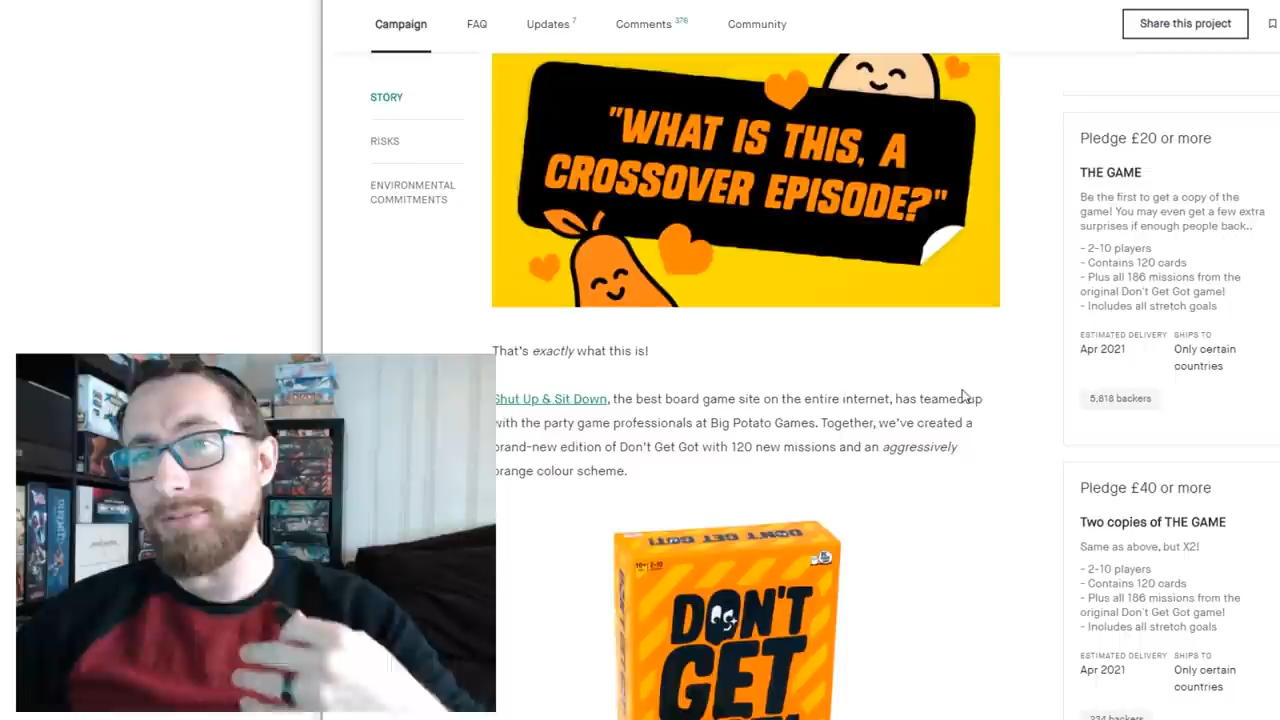 Campaign
FAQ
Updates 7
Comments 378
Community
Share this project
STORY
RISKS
ENVIRONMENTAL
COMMITMENTS
"WHAT IS THIS, A
CROSSOVER EPISODE?"
That's exactly what this is!
Shut Up & Sit Down, the best board game site on the entire internet, has teamed up
with the party game professionals at Big Potato Games. Together, we've created a
brand-new edition of Don't Get Got with 120 new missions and an aggressively
orange colour scheme.
DON'T GET GOT!
10+ 2-10
DON'T
GET
Pledge £20 or more
THE GAME
Be the first to get a copy of the
game! You may even get a few extra
surprises if enough people back..
- 2-10 players
- Contains 120 cards
- Plus all 186 missions from the
original Don't Get Got game!
- Includes all stretch goals
ESTIMATED DELIVERY
Apr 2021
SHIPS TO
Only certain
countries
5,818 backers
Pledge £40 or more
Two copies of THE GAME
Same as above, but X2!
- 2-10 players
- Contains 120 cards
- Plus all 186 missions from the
original Don't Get Got game!
- Includes all stretch goals
ESTIMATED DELIVERY
Apr 2021
SHIPS TO
Only certain
countries
234 backers